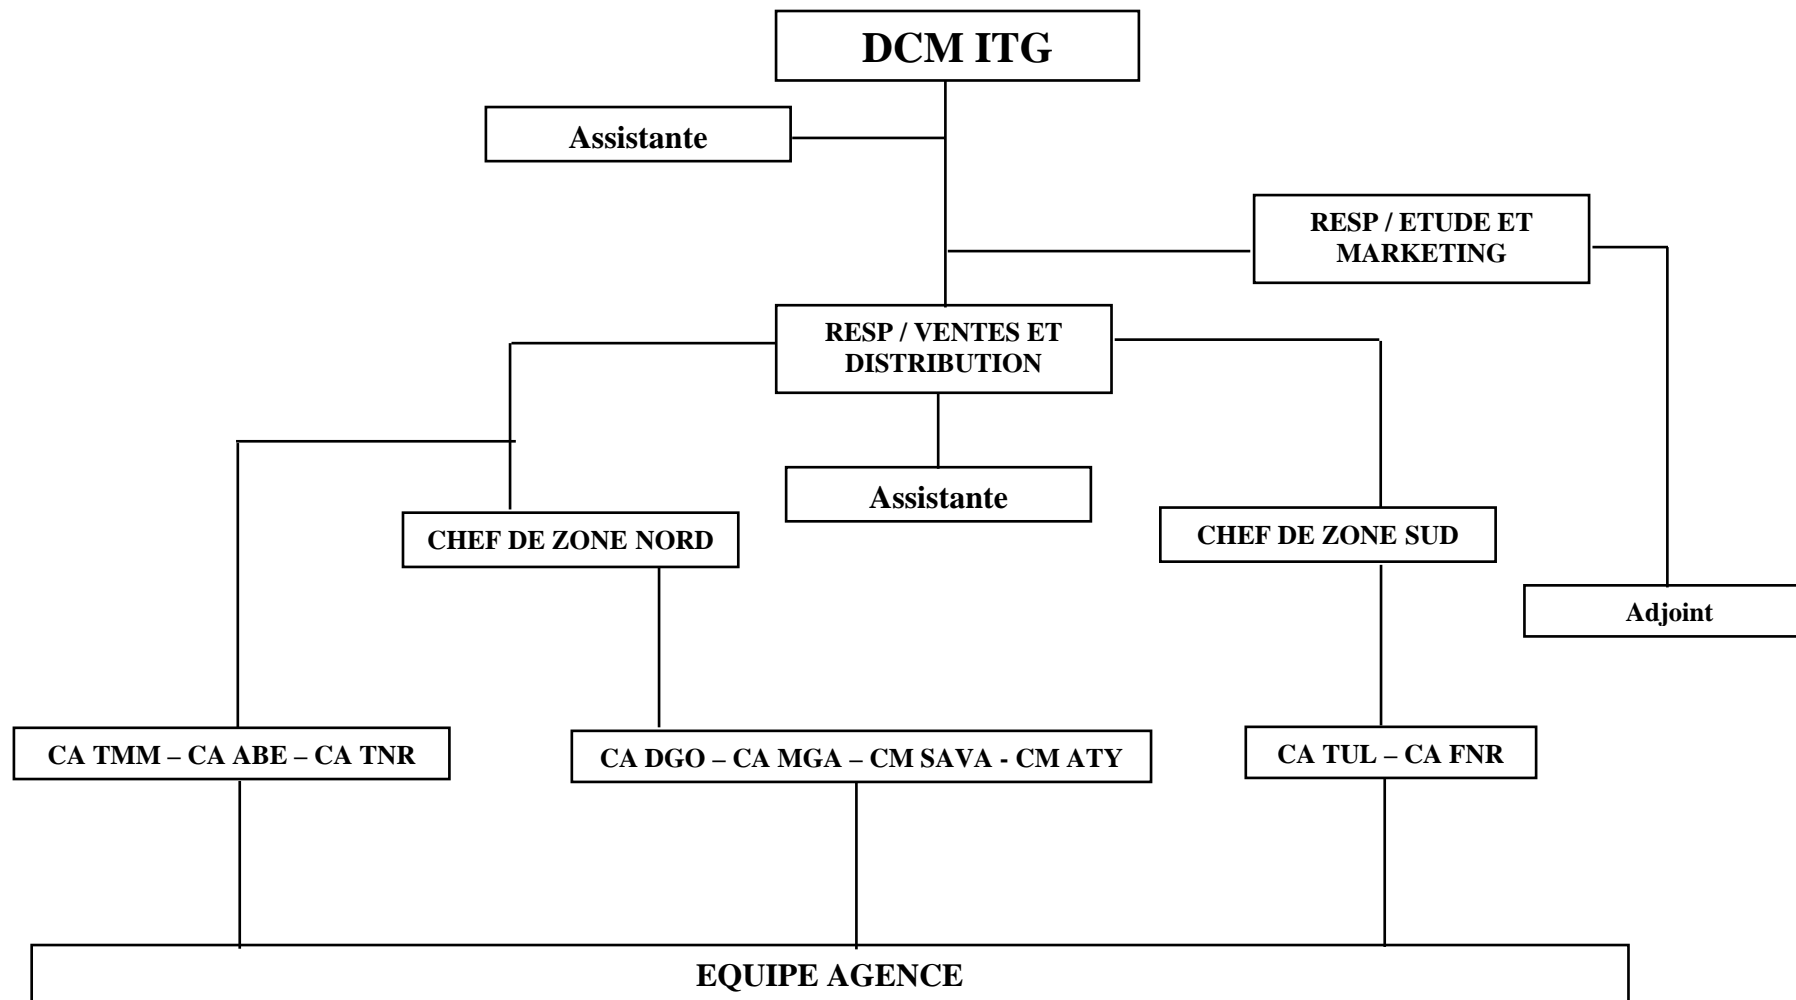 DCM ITG
Assistante
RESP / ETUDE ET
MARKETING
RESP / VENTES ET
DISTRIBUTION
Assistante
CHEF DE ZONE NORD
CHEF DE ZONE SUD
Adjoint
CA TMM – CA ABE – CA TNR
CA DGO – CA MGA – CM SAVA - CM ATY
CA TUL – CA FNR
EQUIPE AGENCE